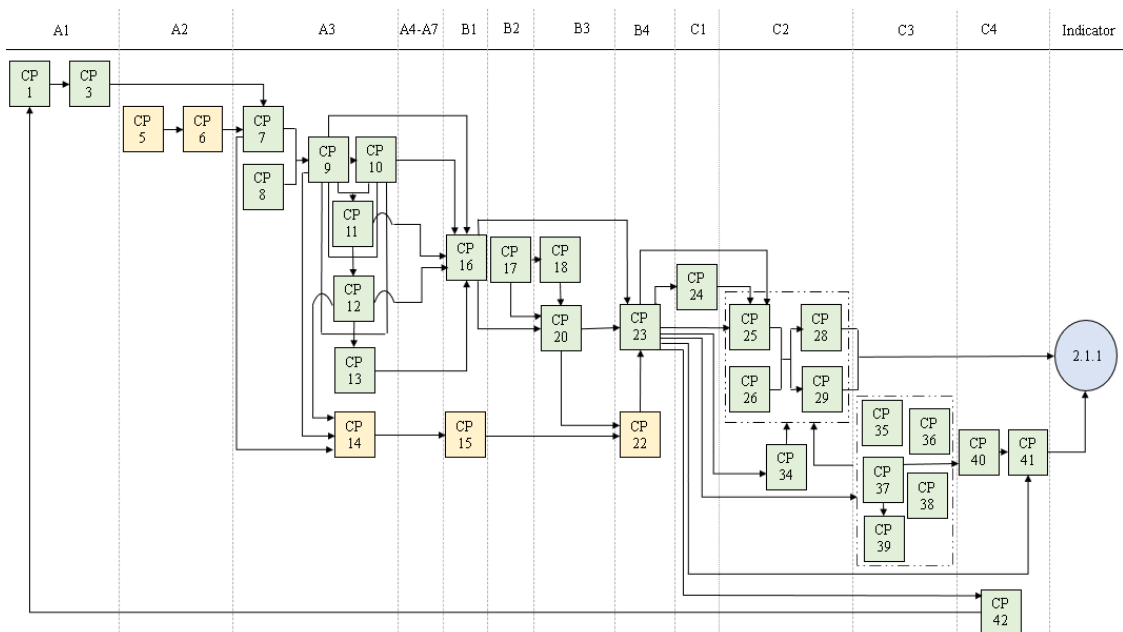 A1 A2 A3 A4-A7 B1 B2 B3 B4 C1 C2 C3 C4 Indicator
CP
1
CP
3
CP
5
CP
6
CP
7
CP
8
CP
9
CP
10
CP
11
CP
12
CP
13
CP
14
CP
15
CP
16
CP
17
CP
18
CP
20
CP
22
CP
23
CP
24
CP
25
CP
26
CP
28
CP
29
CP
34
CP
35
CP
36
CP
37
CP
38
CP
39
CP
40
CP
41
CP
42
2.1.1